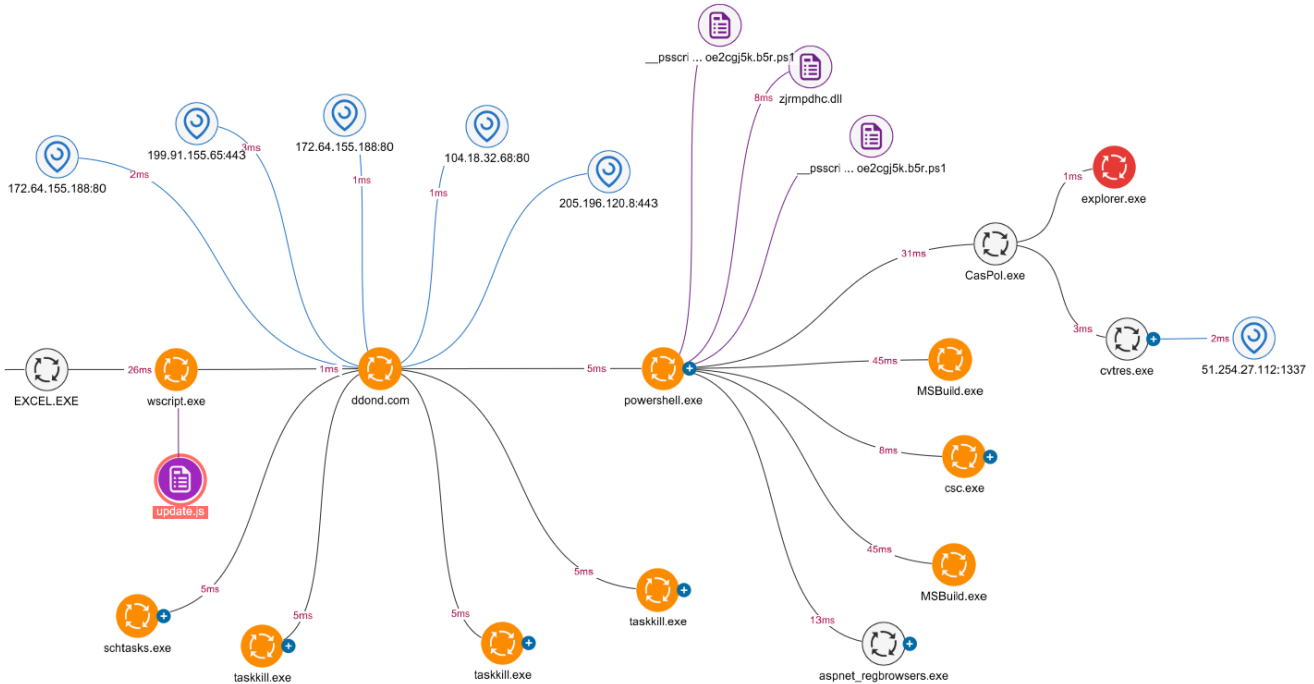 __psscri ... oe2cgj5k.b5r.ps1
8ms
zjrmpdhc.dll
199.91.155.65:443
3ms
172.64.155.188:80
104.18.32.68:80
172.64.155.188:80
2ms
1ms
1ms
205.196.120.8:443
__psscri ... oe2cgj5k.b5r.ps1
1ms
explorer.exe
31ms
CasPol.exe
3ms
cvtres.exe
2ms
51.254.27.112:1337
EXCEL.EXE
26ms
wscript.exe
1ms
ddond.com
5ms
powershell.exe
45ms
MSBuild.exe
update.js
8ms
csc.exe
45ms
MSBuild.exe
5ms
schtasks.exe
5ms
taskkill.exe
5ms
taskkill.exe
5ms
taskkill.exe
13ms
aspnet_regbrowsers.exe